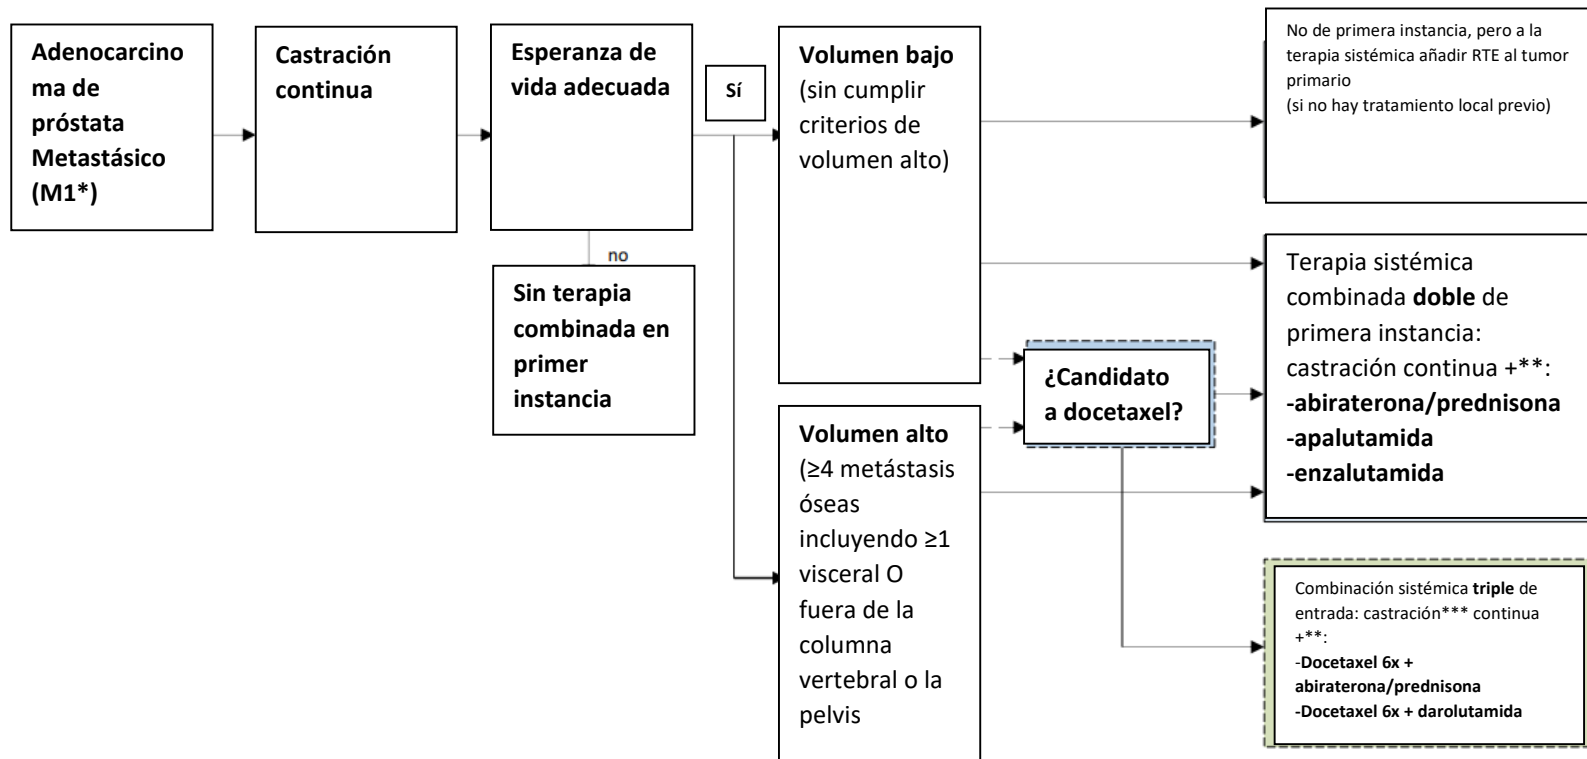 Adenocarcino
ma de
próstata
Metastásico
(M1*)
Castración
continua
Esperanza de
vida adecuada
Sí
no
Sin terapia
combinada en
primer
instancia
Volumen bajo
(sin cumplir
criterios de
volumen alto)
Volumen alto
(≥4 metástasis
óseas
incluyendo ≥1
visceral O
fuera de la
columna
vertebral o la
pelvis
¿Candidato
a docetaxel?
No de primera instancia, pero a la
terapia sistémica añadir RTE al tumor
primario
(si no hay tratamiento local previo)
Terapia sistémica
combinada doble de
primera instancia:
castración continua +**:
-abiraterona/prednisona
-apalutamida
-enzalutamida
Combinación sistémica triple de
entrada: castración*** continua
+**:
-Docetaxel 6x +
abiraterona/prednisona
-Docetaxel 6x + darolutamida